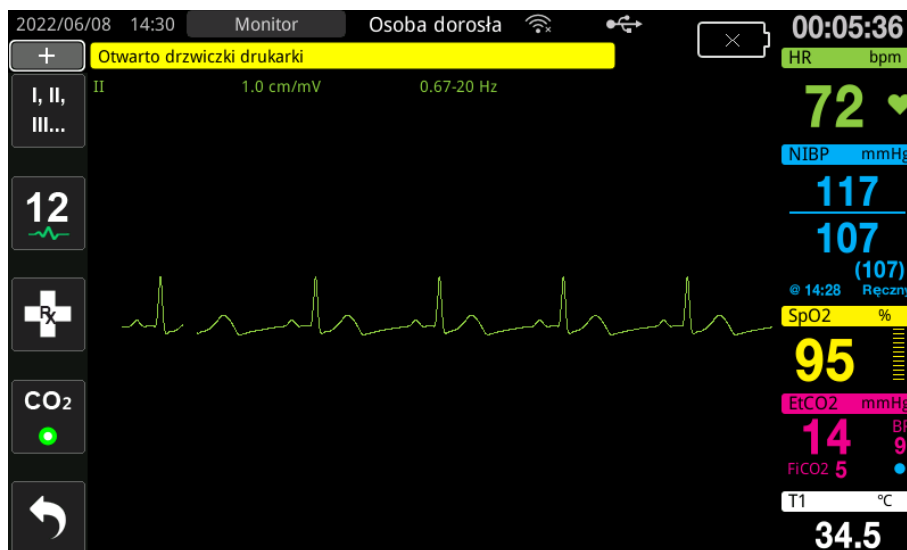 2022/06/08 14:30 Monitor Osoba dorosła 00:05:36
Otwarto drzwiczki drukarki
HR bpm
72
I, II,
III...
II 1.0 cm/mV 0.67-20 Hz
NIBP mmHg
117
107
(107)
@ 14:28 Ręczny
12
Rx
SpO2 %
95
CO2
EtCO2 mmHg
14
9
FiCO2 5
T1 °C
34.5